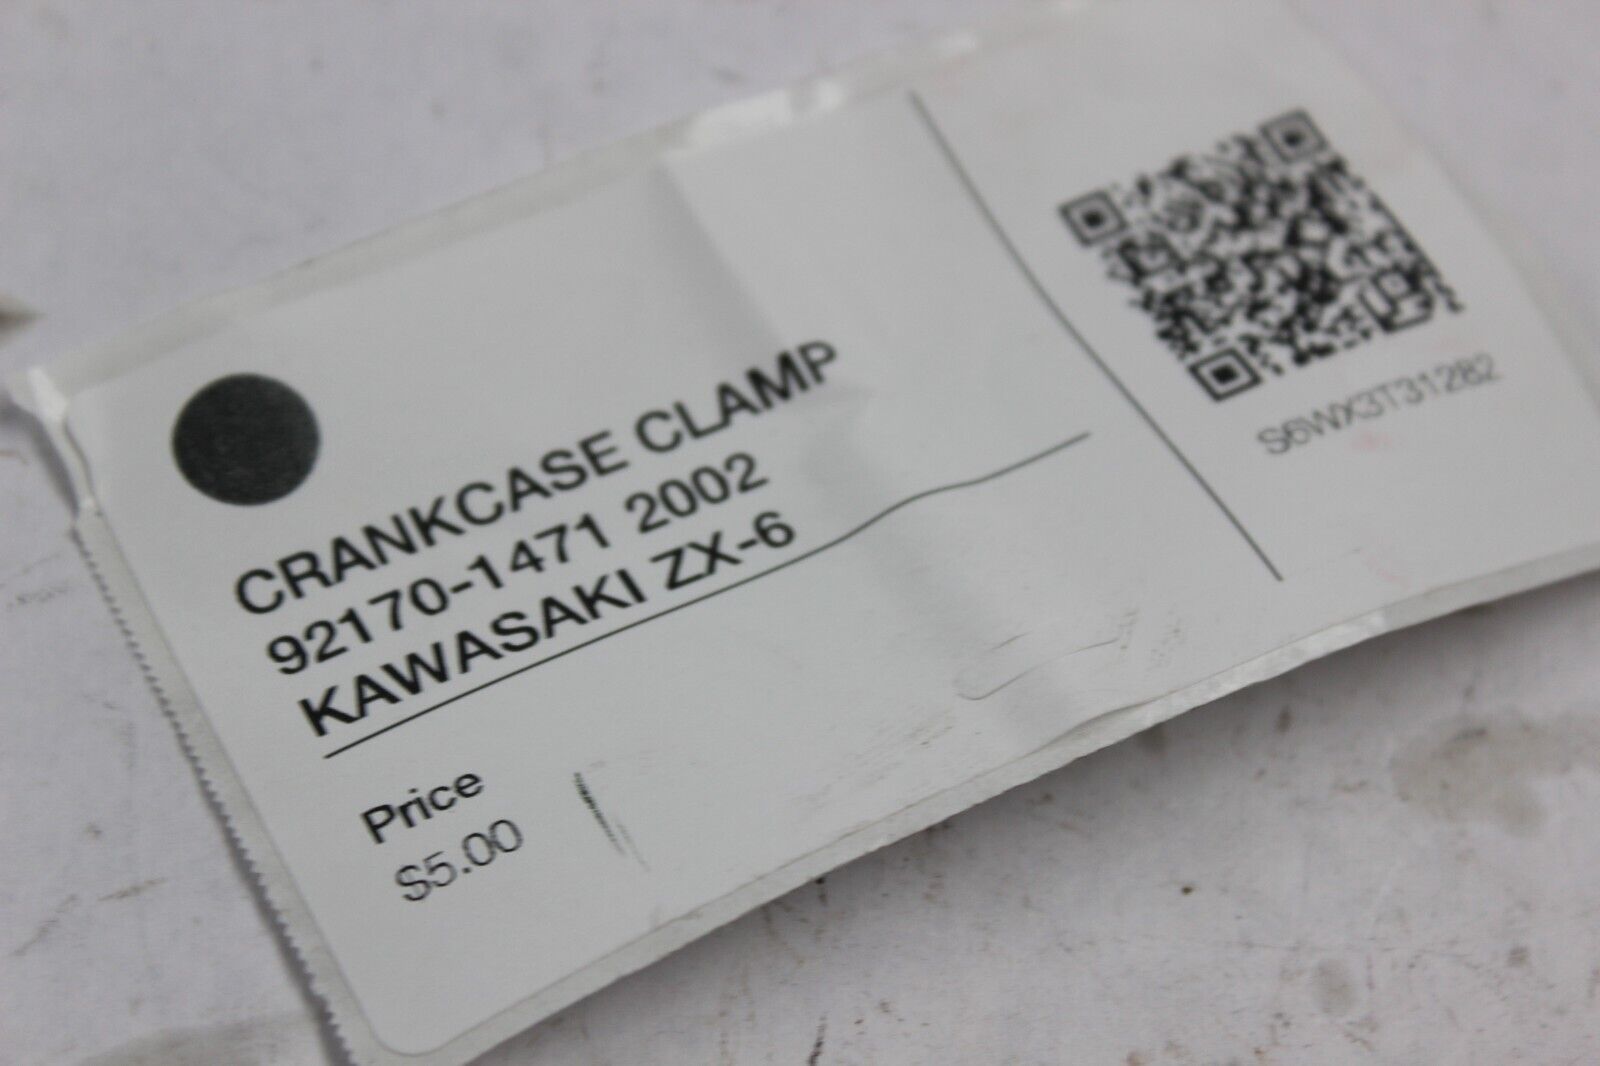 CRANKCASE CLAMP
92170-1471 2002
KAWASAKI ZX-6
Price
$5.00
S6WX3T31282